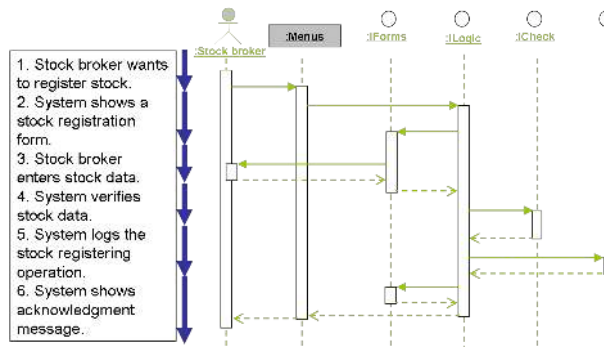 :Stock broker
:Menus
:IForms
:ILogic
:ICheck
1. Stock broker wants
to register stock.
2. System shows a
stock registration
form.
3. Stock broker
enters stock data.
4. System verifies
stock data.
5. System logs the
stock registering
operation.
6. System shows
acknowledgment
message.